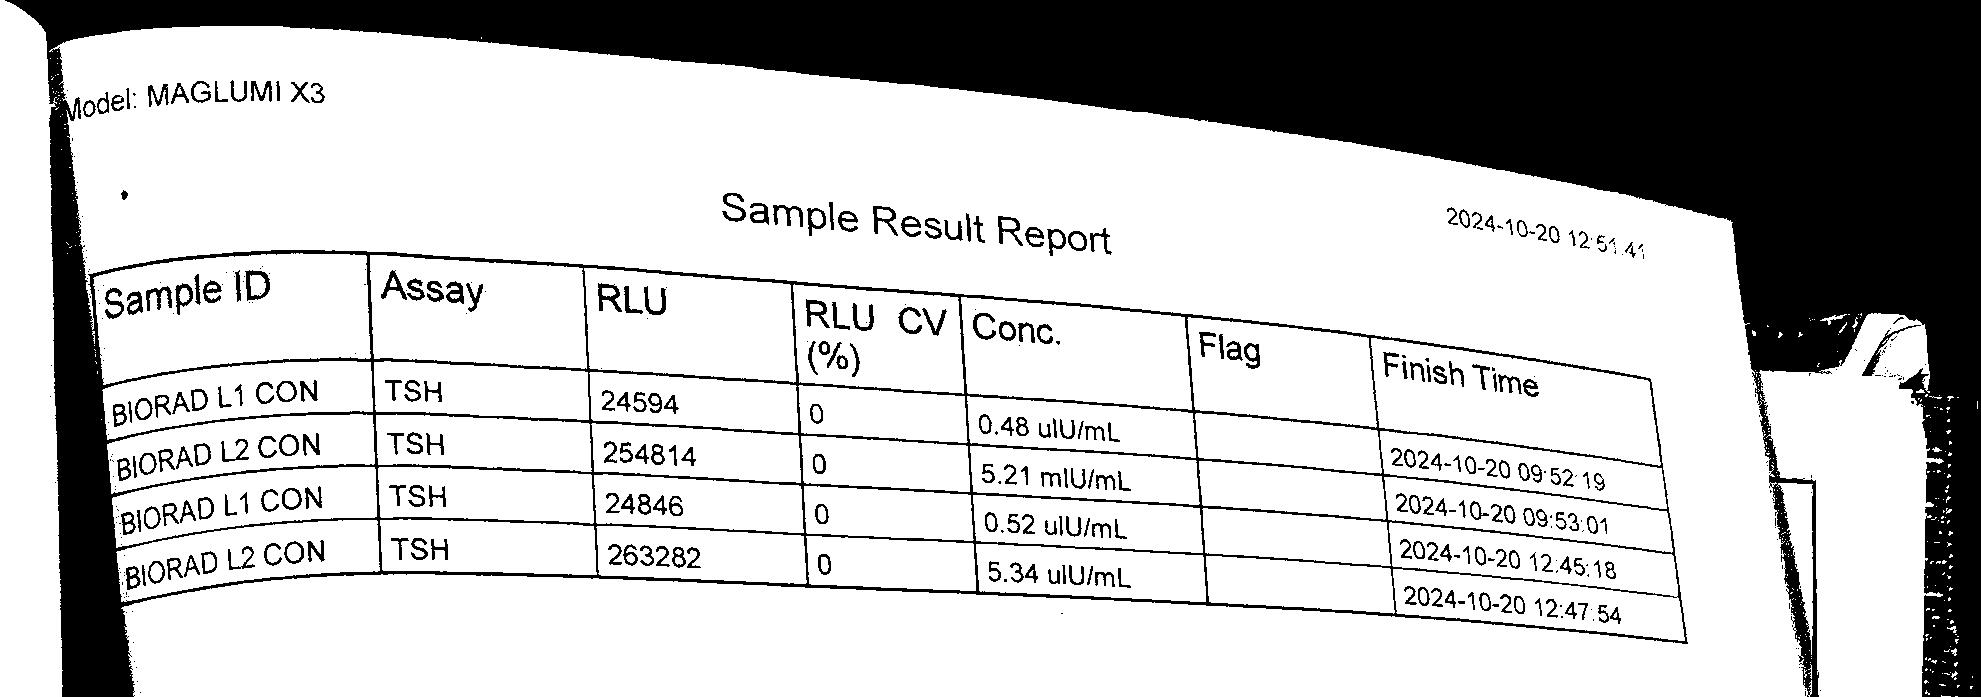 Model: MAGLUMI X3
Sample Result Report
2024-10-20 12:51:41
Sample ID Assay RLU RLU CV (%) Conc. Flag Finish Time
BIORAD L1 CON TSH 24594 0 0.48 uIU/mL 2024-10-20 09:52:19
BIORAD L2 CON TSH 254814 0 5.21 mIU/mL 2024-10-20 09:53:01
BIORAD L1 CON TSH 24846 0 0.52 uIU/mL 2024-10-20 12:45:18
BIORAD L2 CON TSH 263282 0 5.34 uIU/mL 2024-10-20 12:47:54